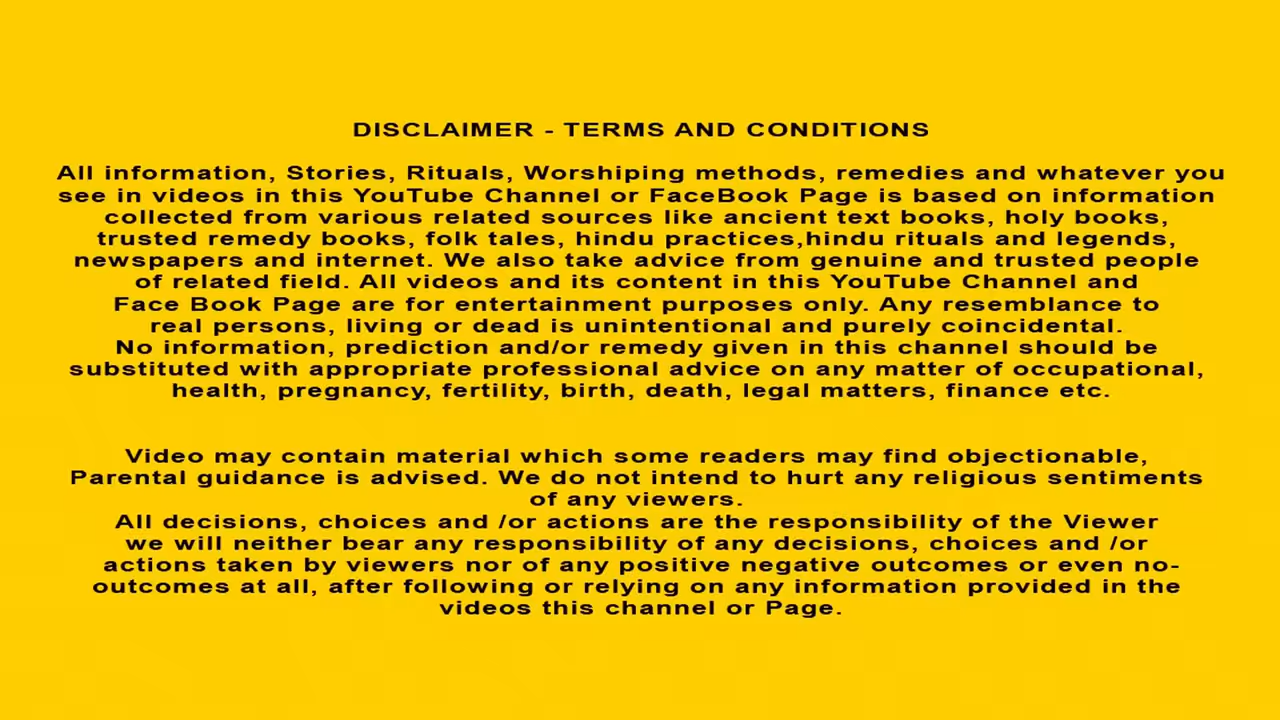 DISCLAIMER - TERMS AND CONDITIONS
All information, Stories, Rituals, Worshiping methods, remedies and whatever you
see in videos in this YouTube Channel or FaceBook Page is based on information
collected from various related sources like ancient text books, holy books,
trusted remedy books, folk tales, hindu practices,hindu rituals and legends,
newspapers and internet. We also take advice from genuine and trusted people
of related field. All videos and its content in this YouTube Channel and
Face Book Page are for entertainment purposes only. Any resemblance to
real persons, living or dead is unintentional and purely coincidental.
No information, prediction and/or remedy given in this channel should be
substituted with appropriate professional advice on any matter of occupational,
health, pregnancy, fertility, birth, death, legal matters, finance etc.
Video may contain material which some readers may find objectionable,
Parental guidance is advised. We do not intend to hurt any religious sentiments
of any viewers.
All decisions, choices and /or actions are the responsibility of the Viewer
we will neither bear any responsibility of any decisions, choices and /or
actions taken by viewers nor of any positive negative outcomes or even no-
outcomes at all, after following or relying on any information provided in the
videos this channel or Page.